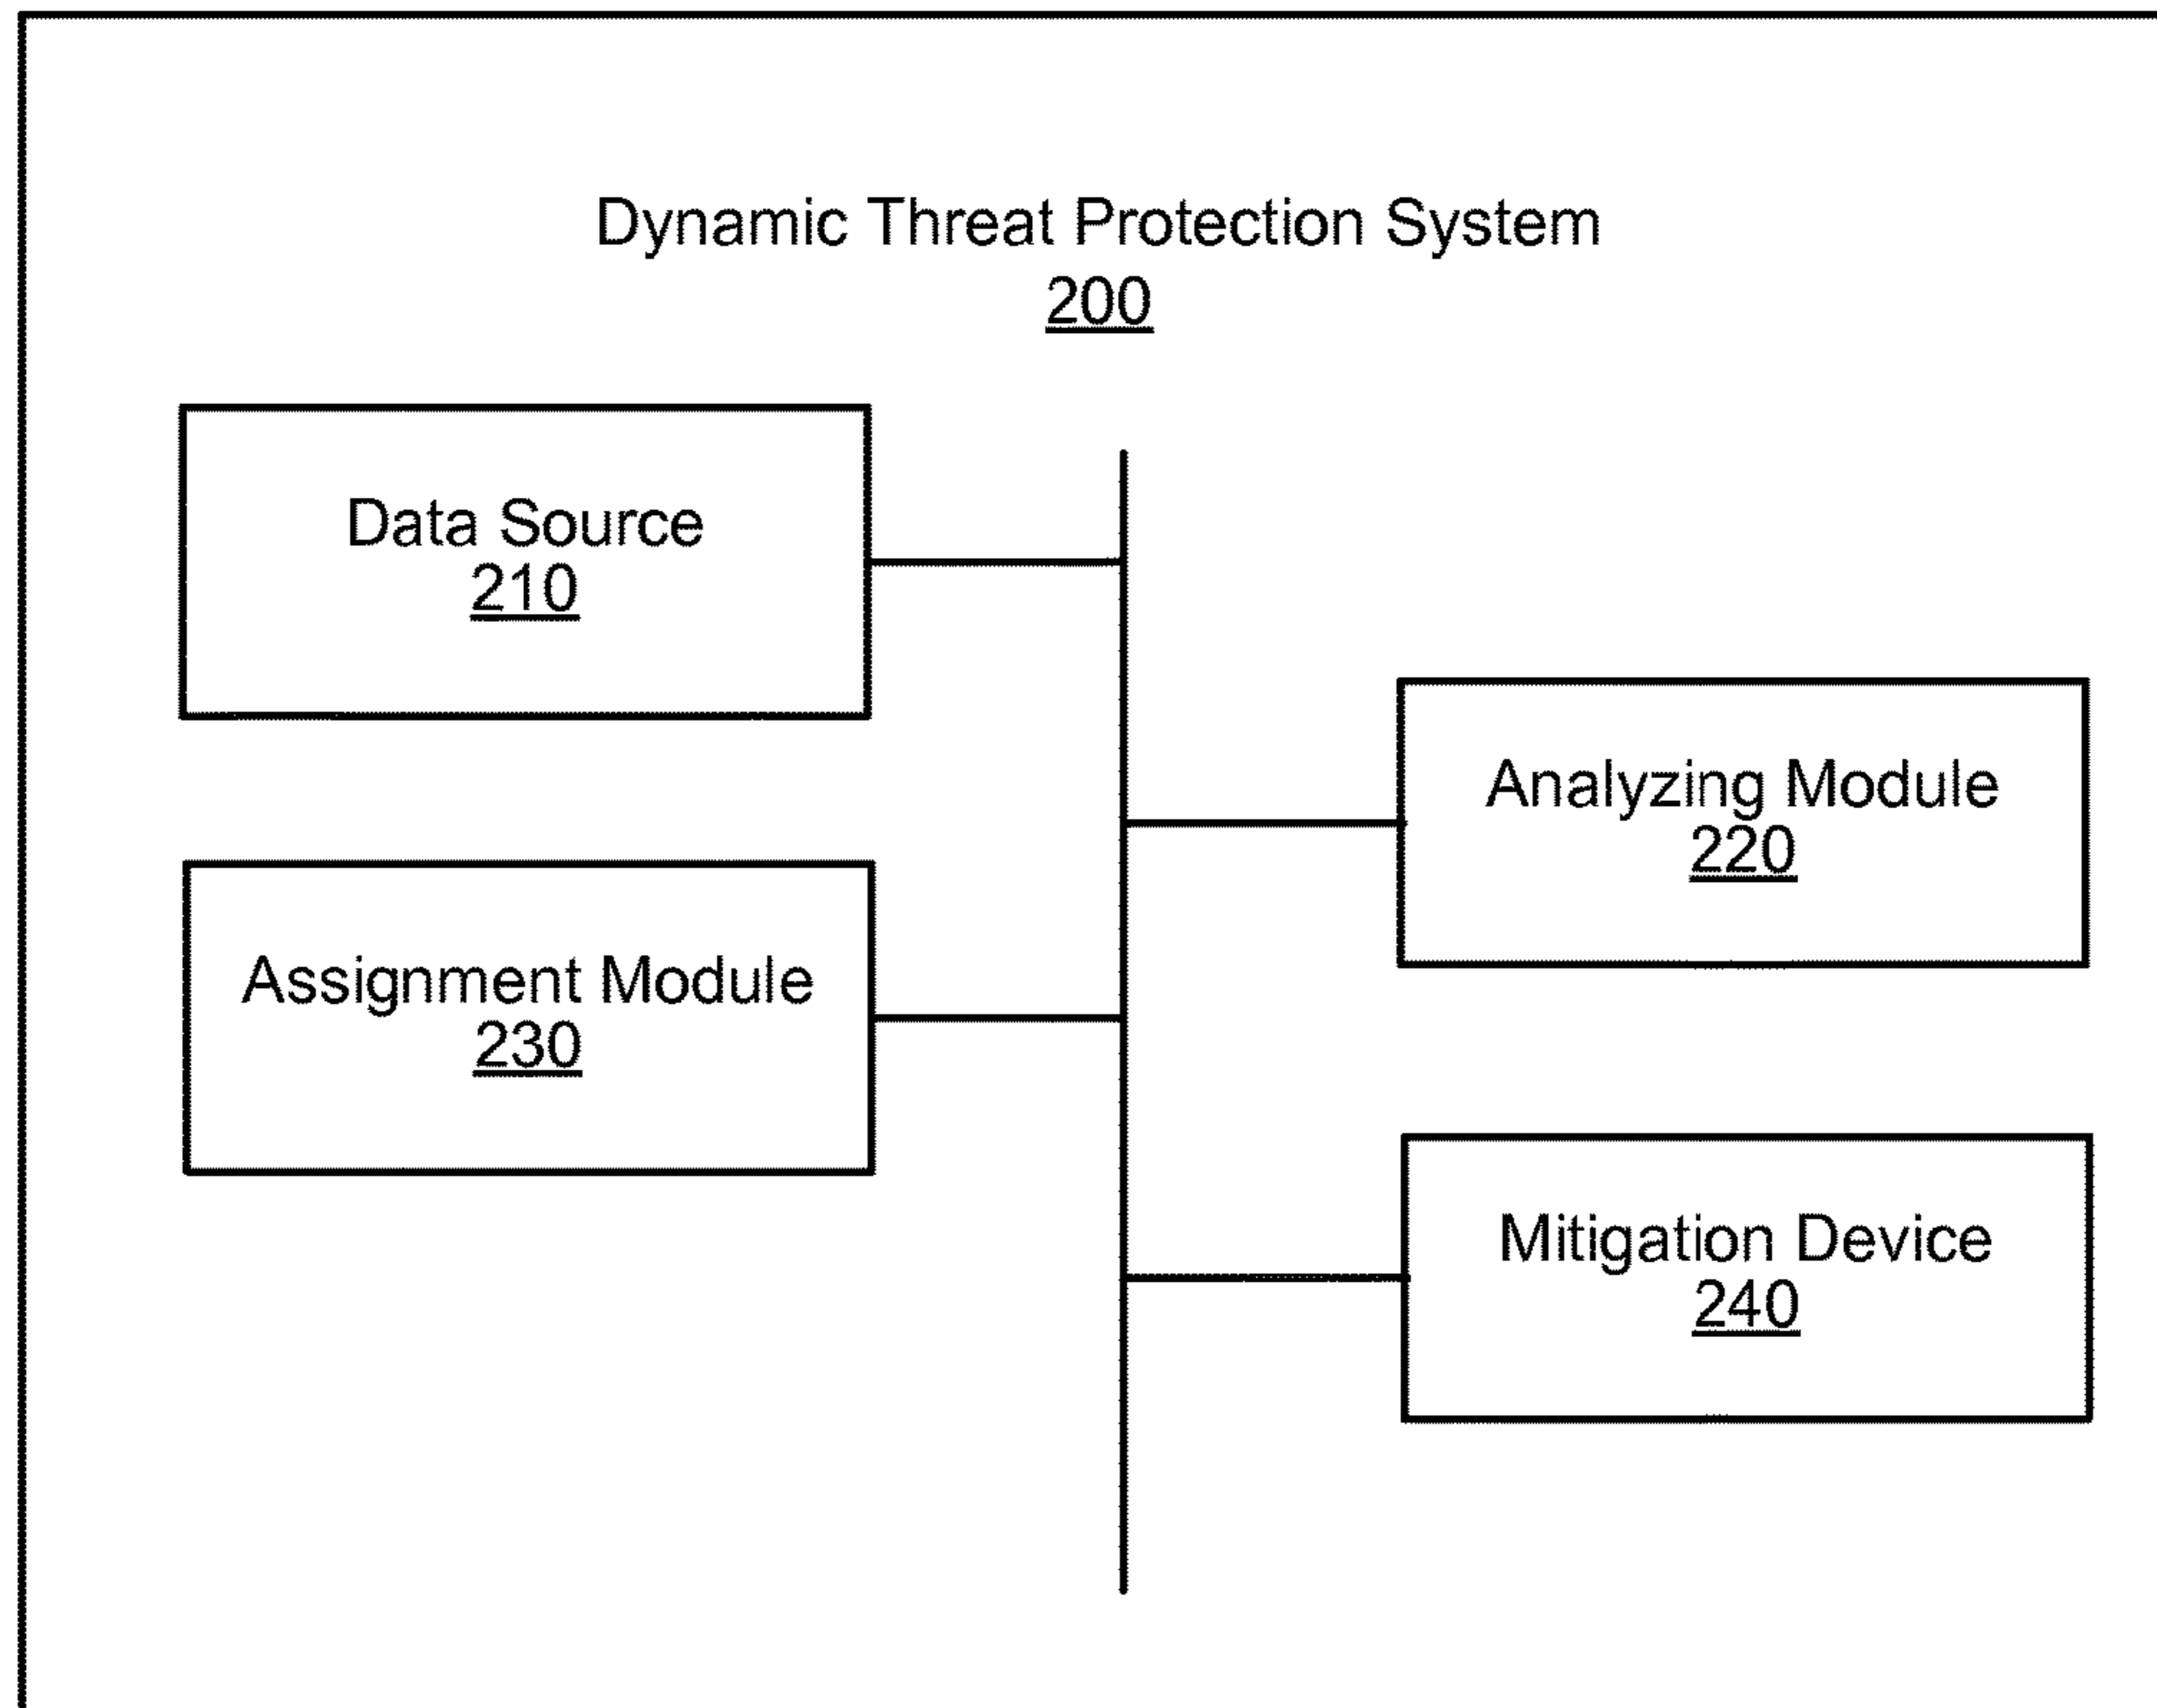 Dynamic Threat Protection System
200
Data Source
210
Analyzing Module
220
Assignment Module
230
Mitigation Device
240